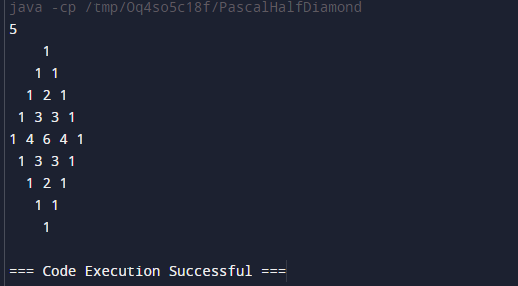 java -cp /tmp/Oq4so5c18f/PascalHalfDiamond
5
    1
   1 1
  1 2 1
 1 3 3 1
1 4 6 4 1
 1 3 3 1
  1 2 1
   1 1
    1
=== Code Execution Successful ===